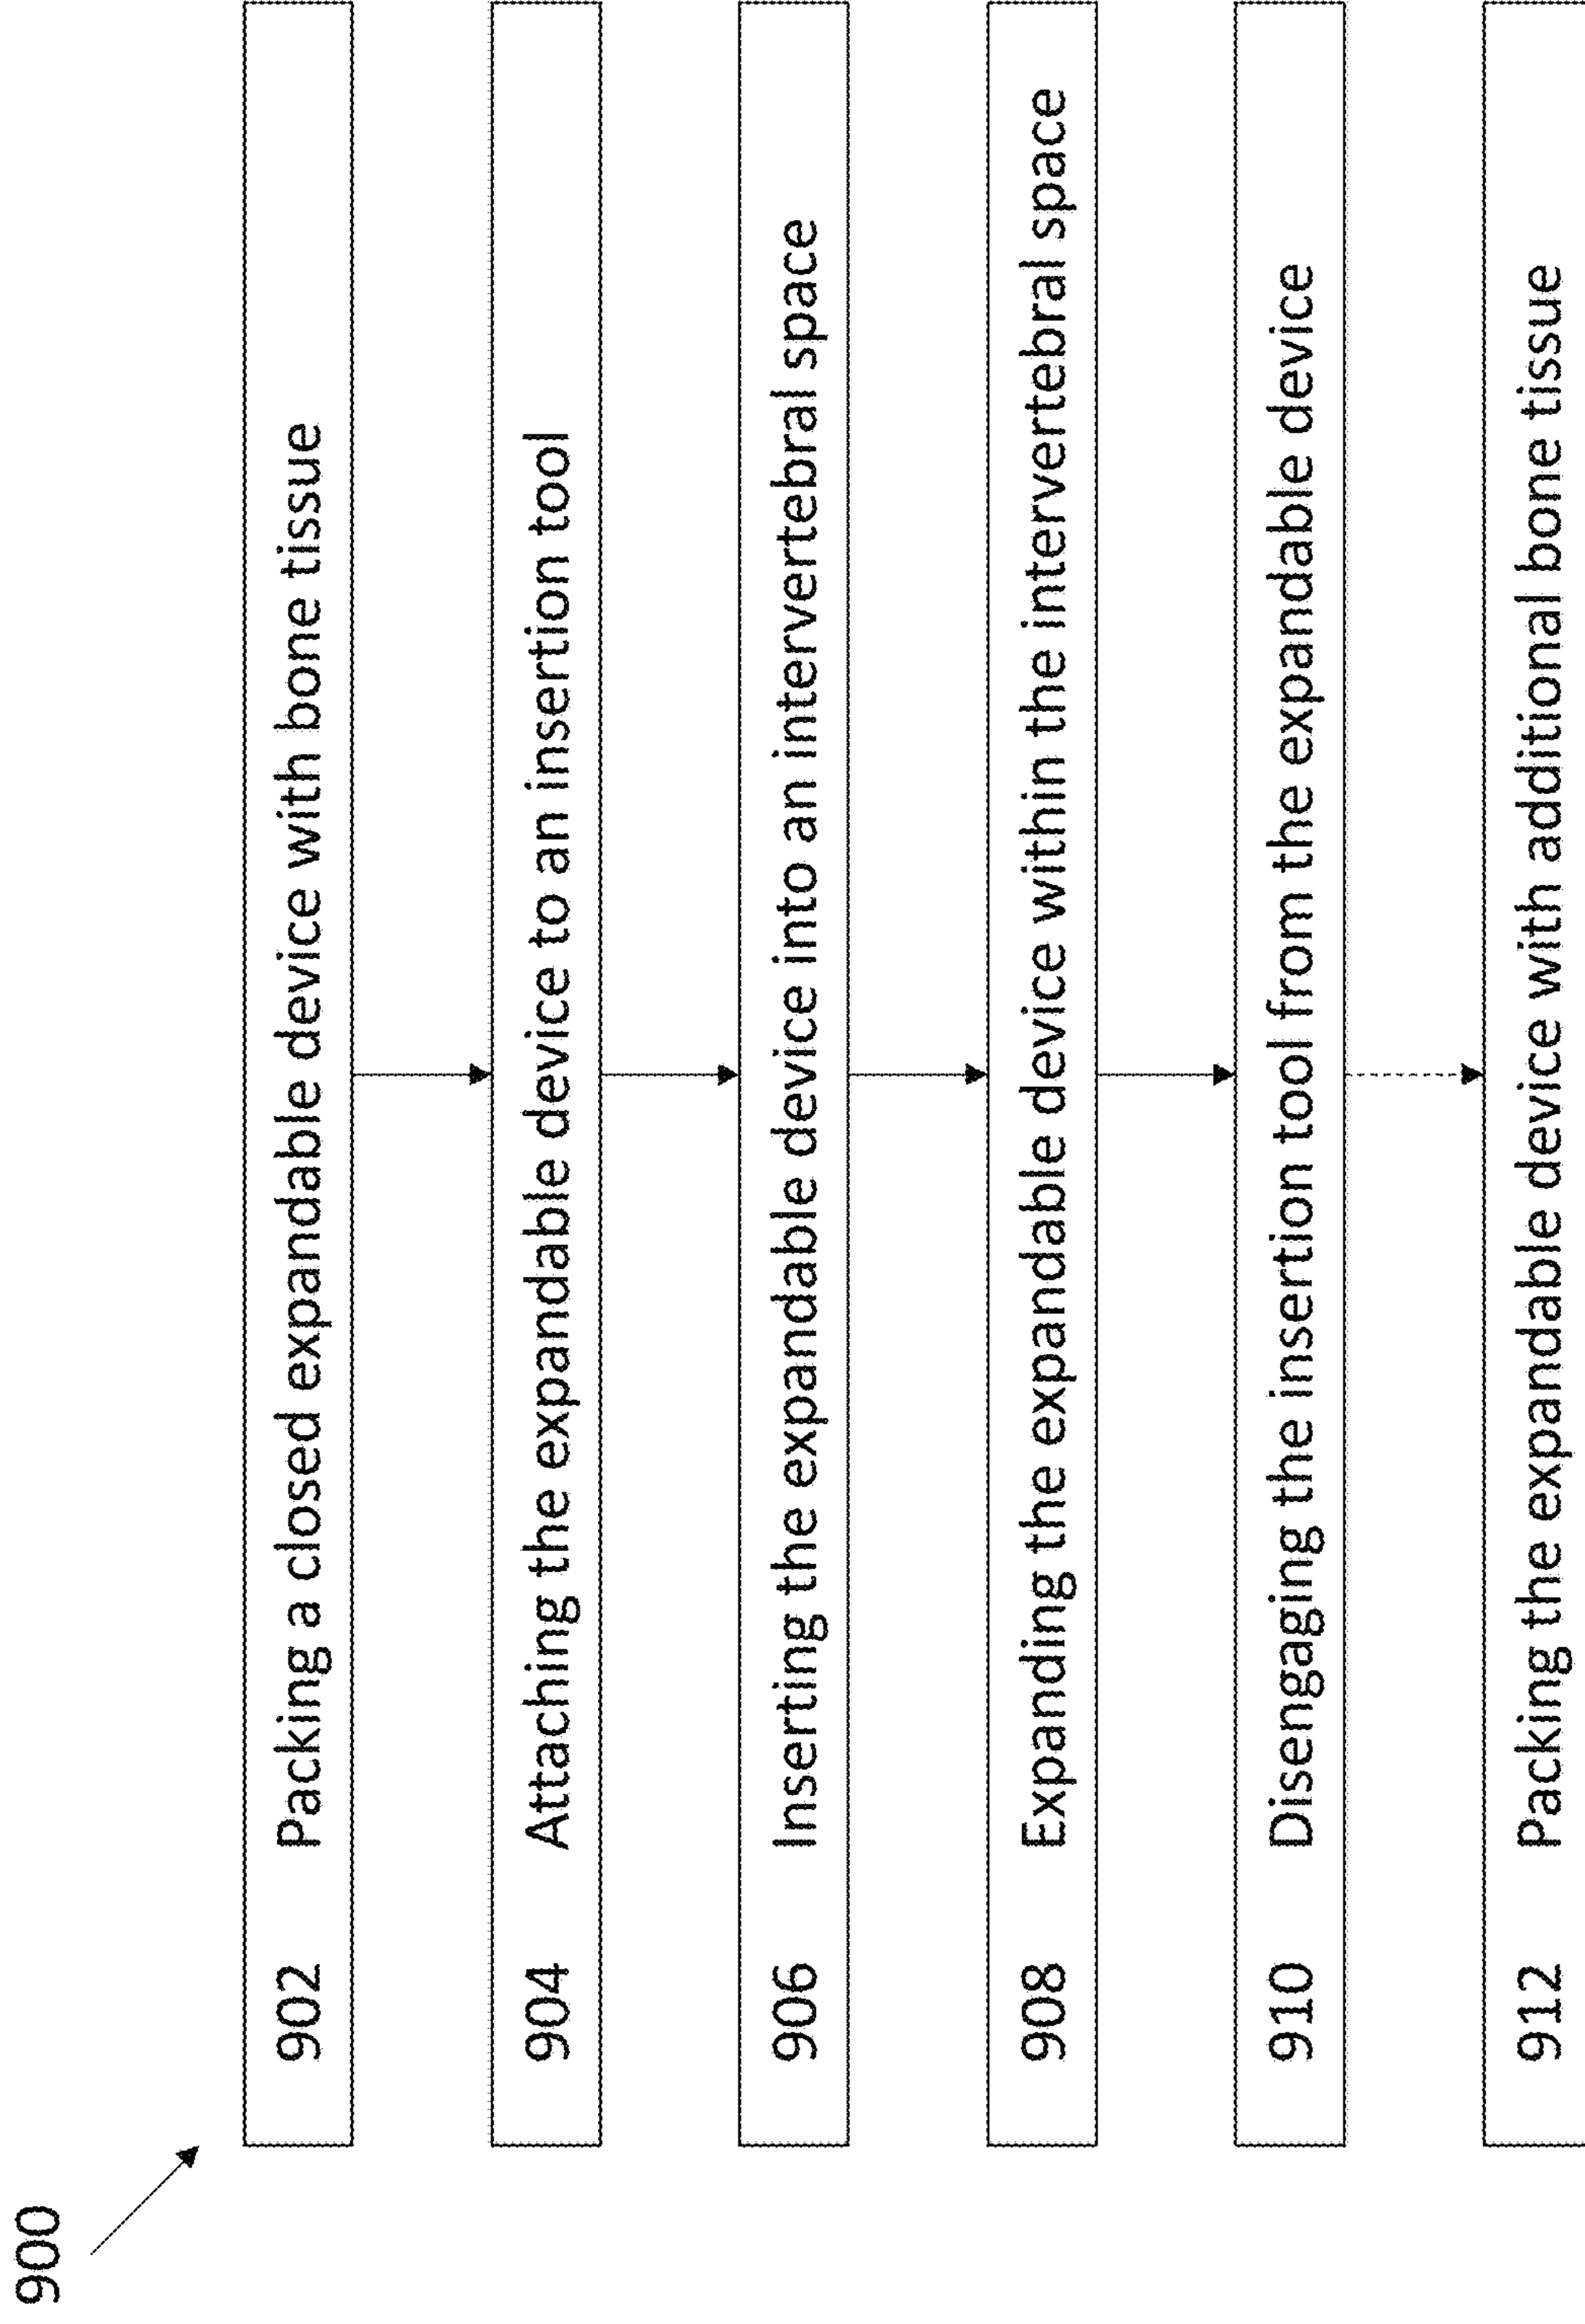 900
902 Packing a closed expandable device with bone tissue
904 Attaching the expandable device to an insertion tool
906 Inserting the expandable device into an intervertebral space
908 Expanding the expandable device within the intervertebral space
910 Disengaging the insertion tool from the expandable device
912 Packing the expandable device with additional bone tissue